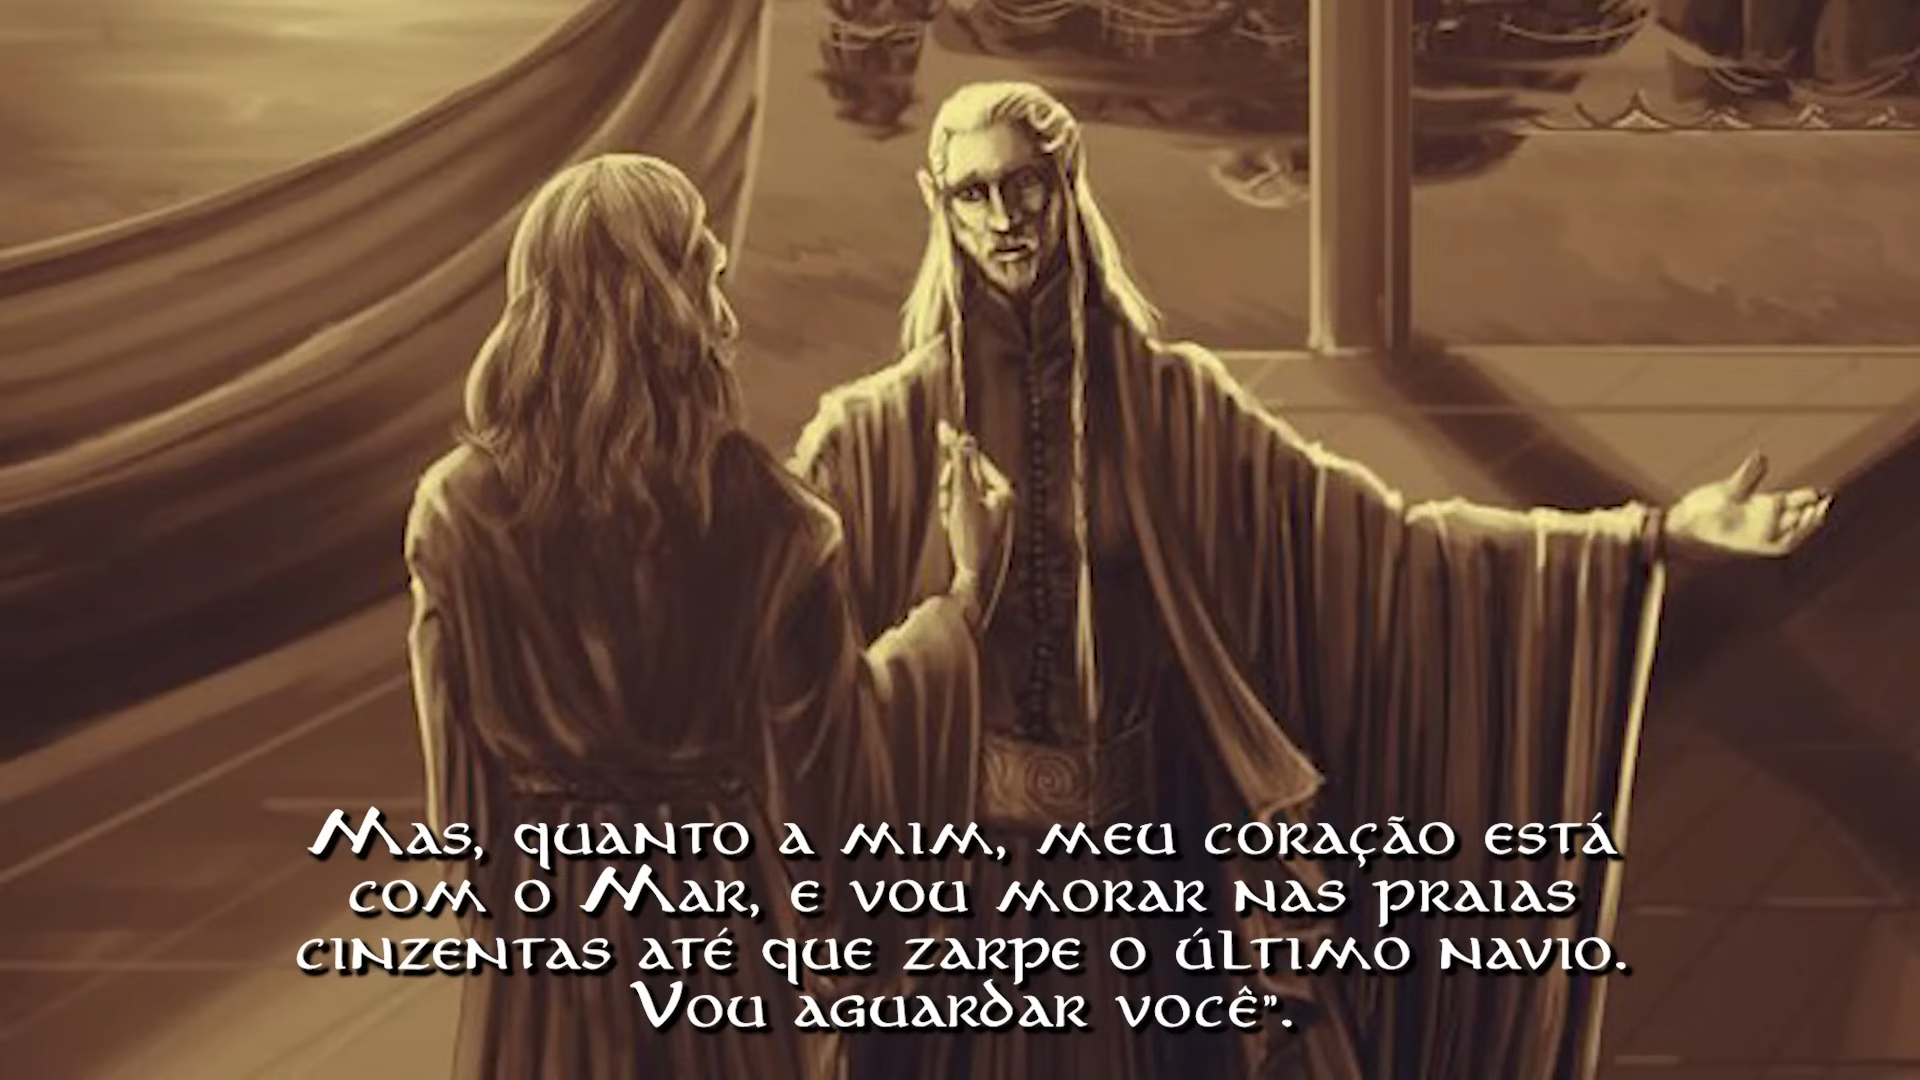 Mas, quanto a mim, meu coração está
com o Mar, e vou morar nas praias
cinzentas até que zarpe o último navio.
Vou aguardar você”.